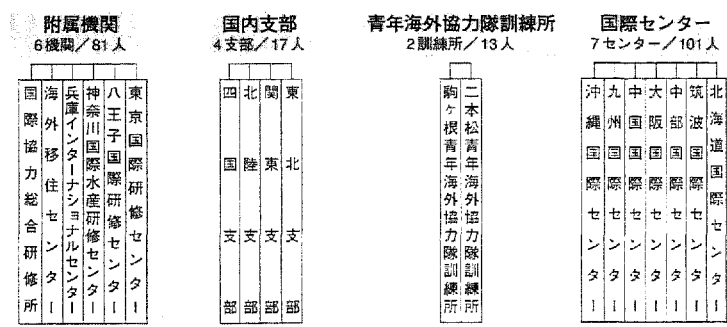 附属機関
6機関／81人
国際協力総合研修所
海外移住センター
兵庫インターナショナルセンター
神奈川国際水産研修センター
八王子国際研修センター
東京国際研修センター
国内支部
4支部／17人
四国支部
北陸支部
関東支部
東北支部
青年海外協力隊訓練所
2訓練所／13人
駒ヶ根青年海外協力隊訓練所
二本松青年海外協力隊訓練所
国際センター
7センター／101人
沖縄国際センター
九州国際センター
中国国際センター
大阪国際センター
中部国際センター
筑波国際センター
北海道国際センター